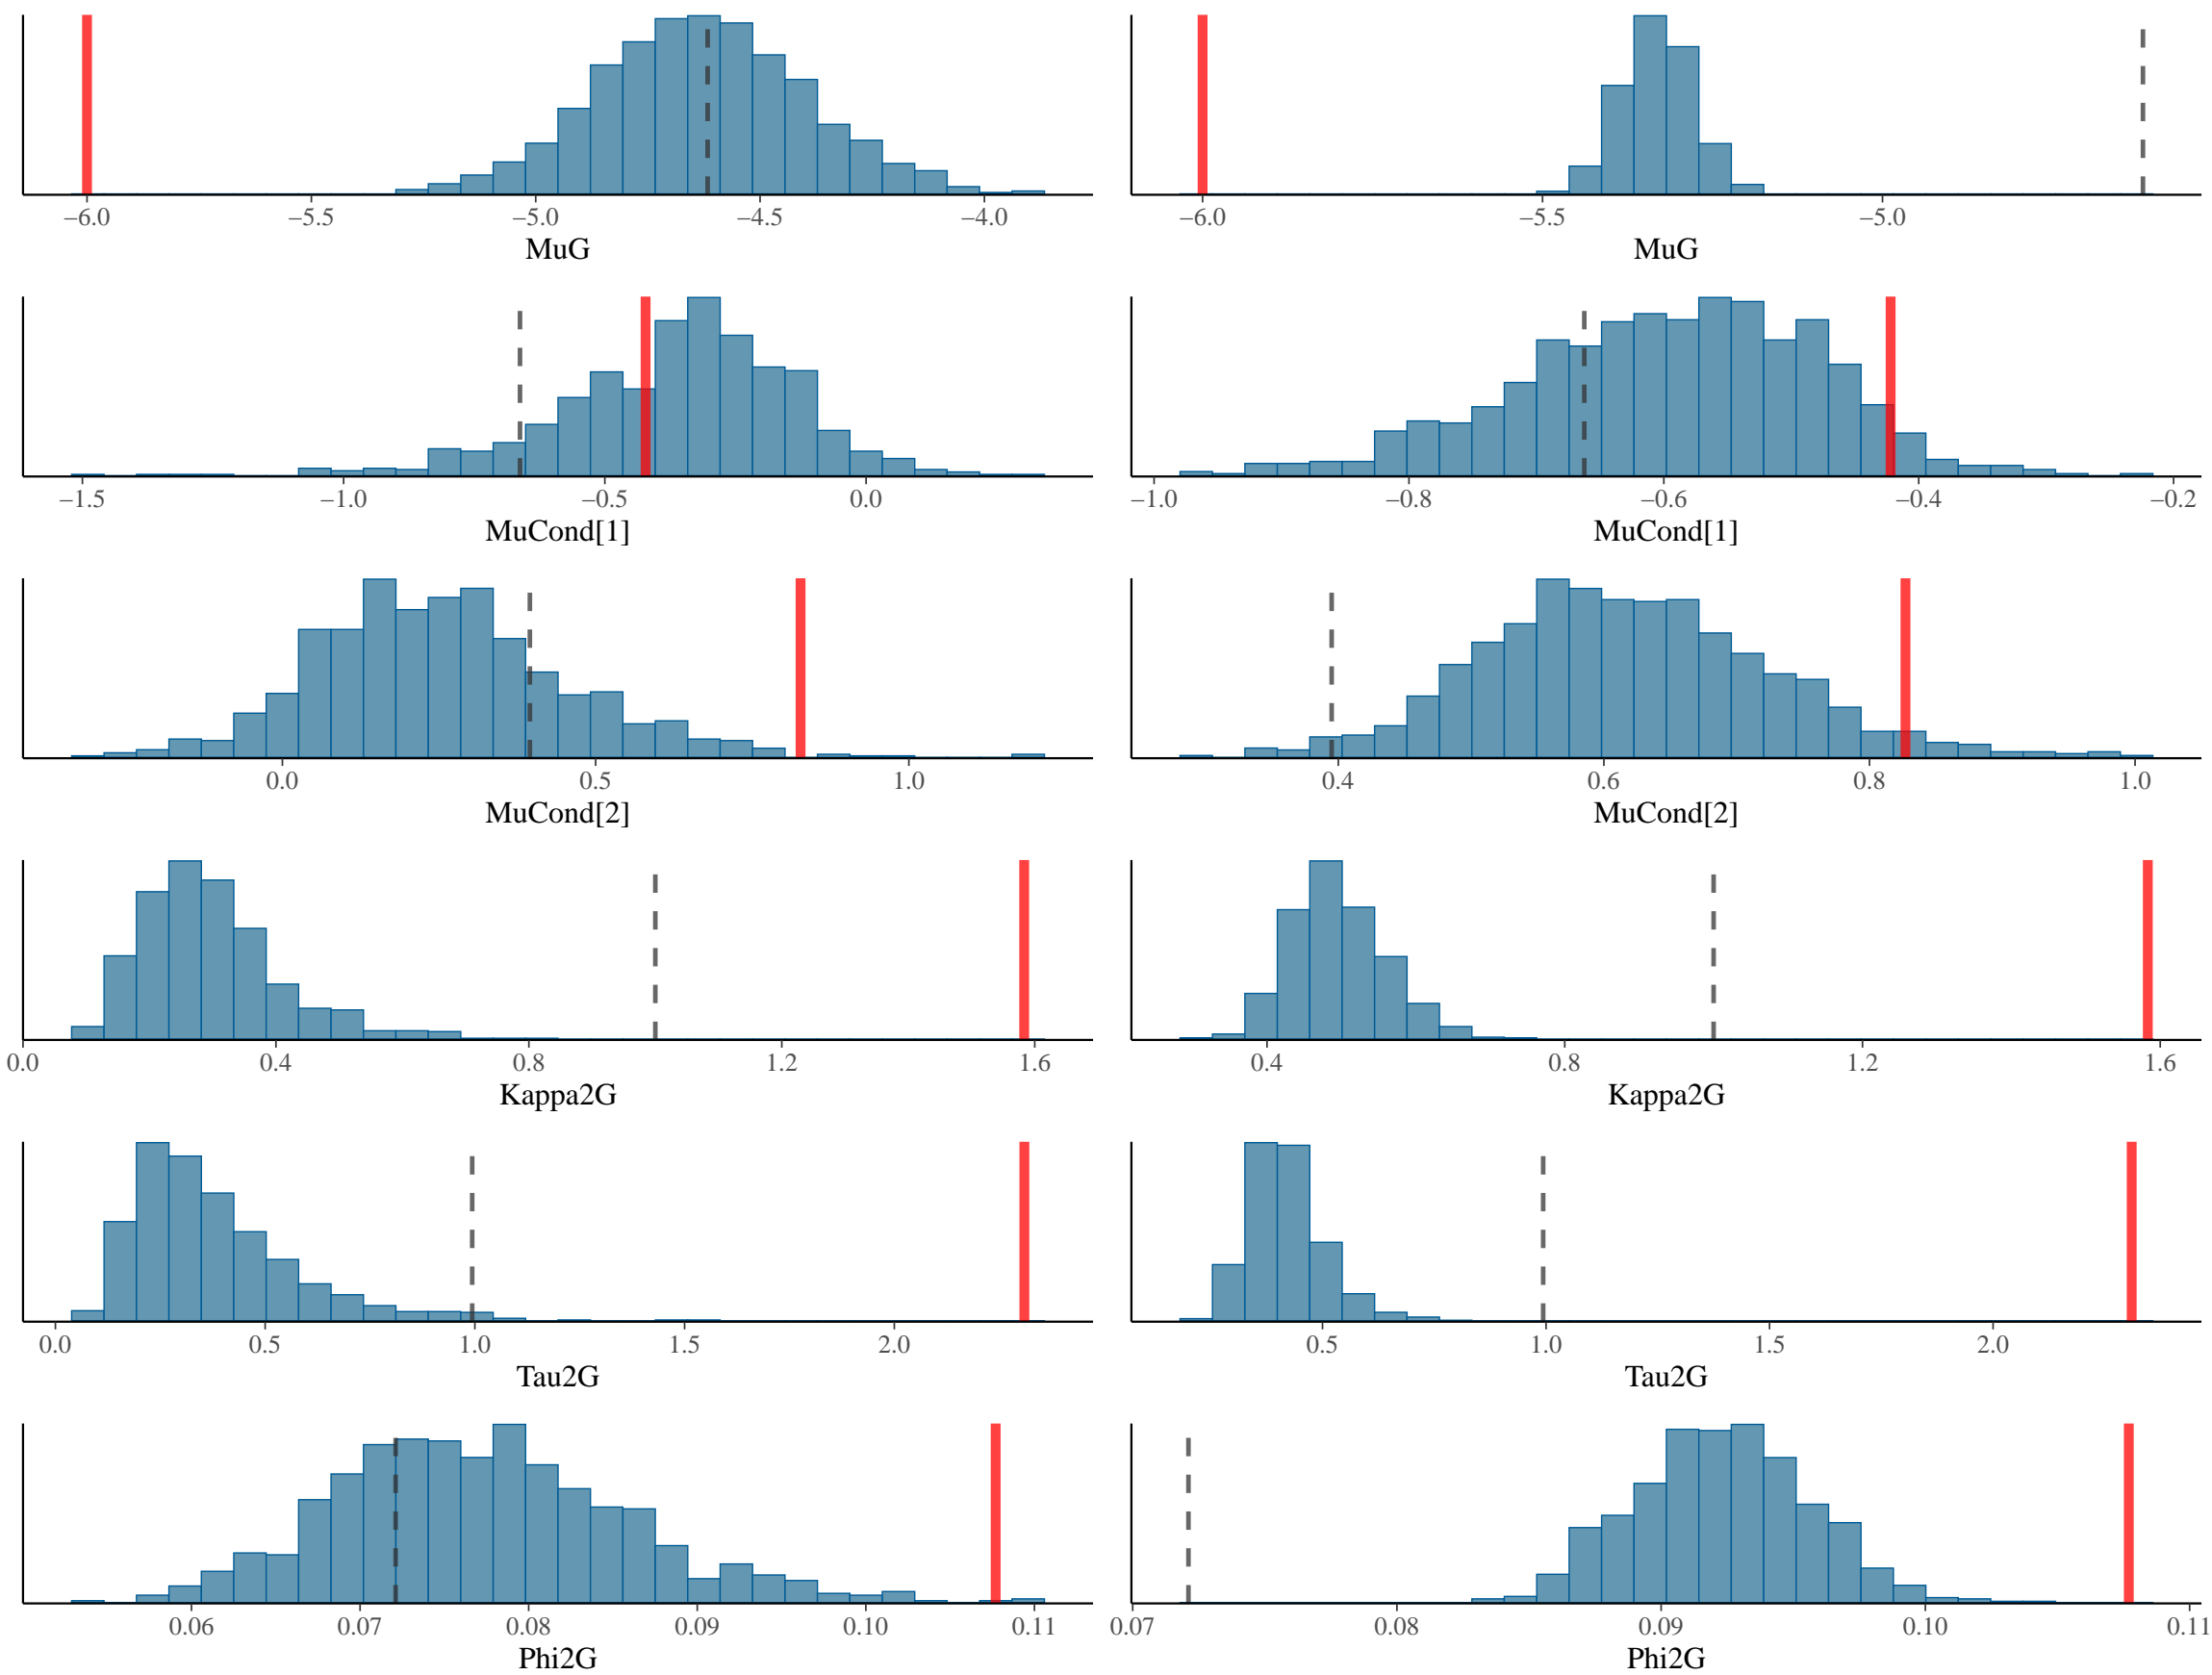 −6.0 −5.5 −5.0 −4.5 −4.0
MuG
−6.0 −5.5 −5.0
MuG
−1.5 −1.0 −0.5 0.0
MuCond[1]
−1.0 −0.8 −0.6 −0.4 −0.2
MuCond[1]
0.0 0.5 1.0
MuCond[2]
0.4 0.6 0.8 1.0
MuCond[2]
0.0 0.4 0.8 1.2 1.6
Kappa2G
0.4 0.8 1.2 1.6
Kappa2G
0.0 0.5 1.0 1.5 2.0
Tau2G
0.5 1.0 1.5 2.0
Tau2G
0.06 0.07 0.08 0.09 0.10 0.11
Phi2G
0.07 0.08 0.09 0.10 0.11
Phi2G